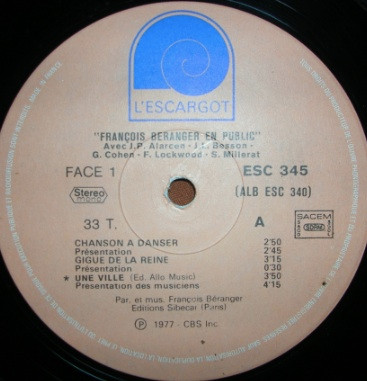 L'ESCARGOT
"FRANÇOIS BERANGER EN PUBLIC"
Avec J.P. Alarcen - J.L. Besson -
G. Cohen - F. Lockwood - S. Millerat
FACE 1 ESC 345
Stereo (ALB ESC 340)
mono
33 T. A SACEM
CHANSON A DANSER 2'50
Présentation 2'45
GIGUE DE LA REINE 3'15
Présentation 0'30
* UNE VILLE (Ed. Allo Music) 3'50
Presentation des musiciens 4'15
Par. et mus. François Béranger
Editions Sibecar (Paris)
Ⓟ 1977 - CBS Inc.